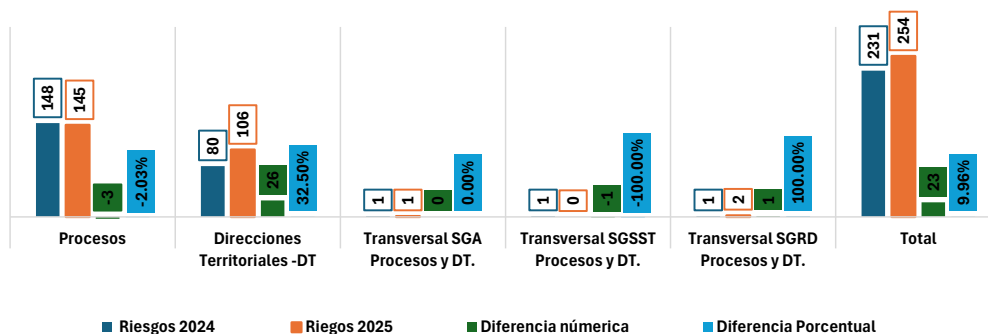 148
145
-3
-2.03%
80
106
26
32.50%
1
1
0
0.00%
1
0
-1
-100.00%
1
2
1
100.00%
231
254
23
9.96%
Procesos
Direcciones
Territoriales -DT
Transversal SGA
Procesos y DT.
Transversal SGSST
Procesos y DT.
Transversal SGRD
Procesos y DT.
Total
Riesgos 2024
Riegos 2025
Diferencia númerica
Diferencia Porcentual